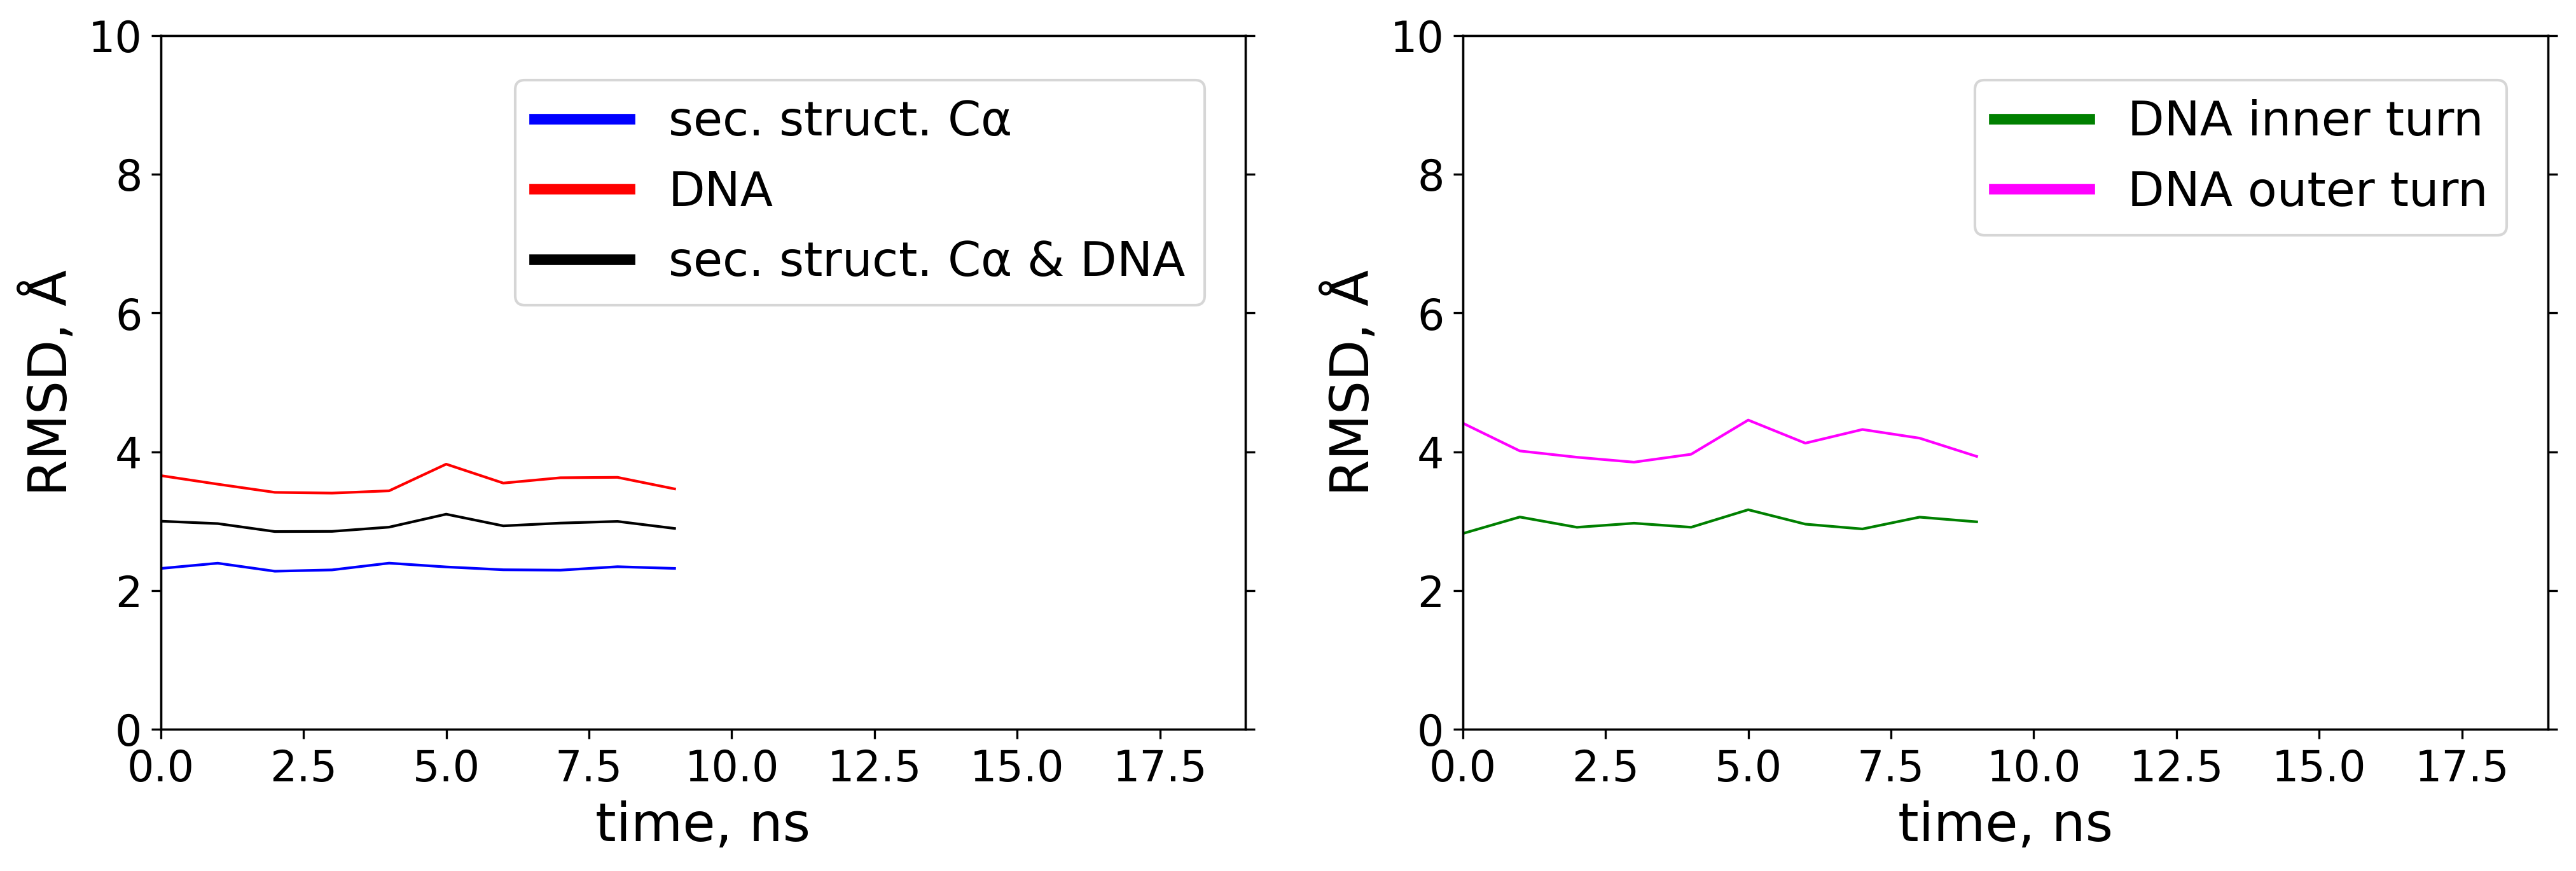 RMSD, Å
10
8
6
4
2
0
sec. struct. Cα
DNA
sec. struct. Cα & DNA
0.0 2.5 5.0 7.5 10.0 12.5 15.0 17.5
time, ns
RMSD, Å
10
8
6
4
2
0
DNA inner turn
DNA outer turn
0.0 2.5 5.0 7.5 10.0 12.5 15.0 17.5
time, ns